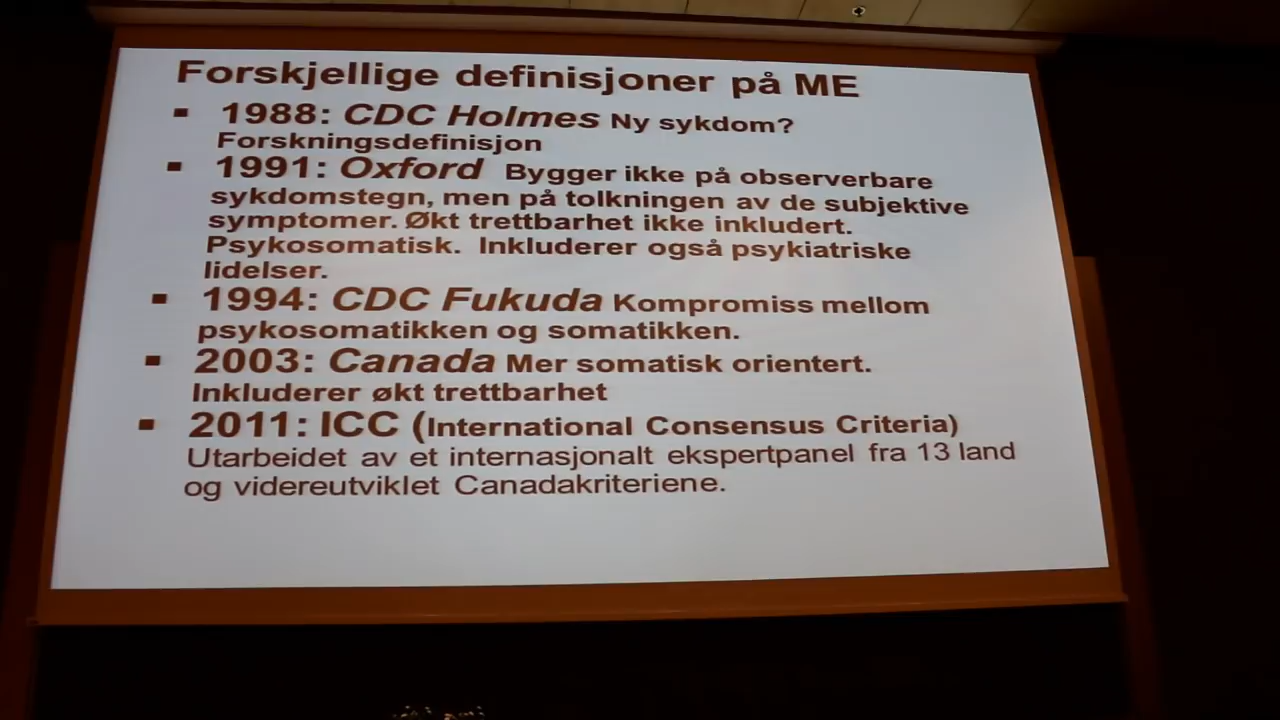 Forskjellige definisjoner på ME
▪ 1988: CDC Holmes Ny sykdom?
Forskningsdefinisjon
▪ 1991: Oxford Bygger ikke på observerbare
sykdomstegn, men på tolkningen av de subjektive
symptomer. Økt trettbarhet ikke inkludert.
Psykosomatisk. Inkluderer også psykiatriske
lidelser.
▪ 1994: CDC Fukuda Kompromiss mellom
psykosomatikken og somatikken.
▪ 2003: Canada Mer somatisk orientert.
Inkluderer økt trettbarhet
▪ 2011: ICC (International Consensus Criteria)
Utarbeidet av et internasjonalt ekspertpanel fra 13 land
og videreutviklet Canadakriteriene.